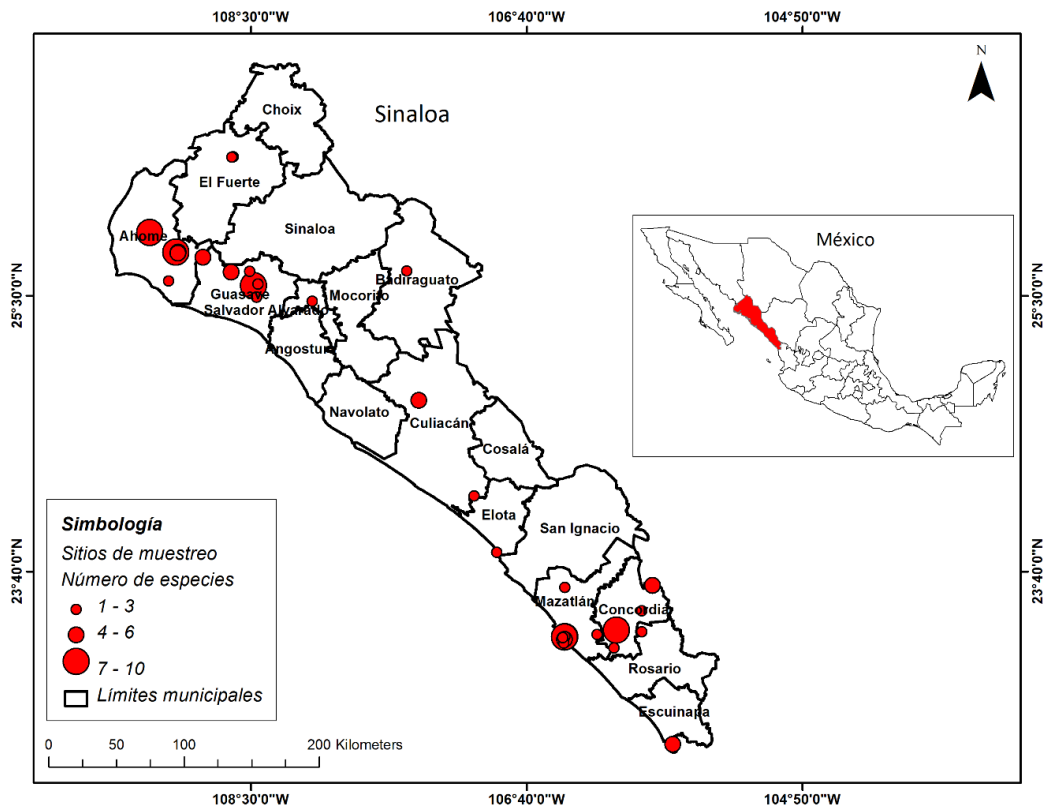 108°30'0"W
106°40'0"W
104°50'0"W
N
Sinaloa
Choix
El Fuerte
Sinaloa
Ahome
Badiraguato
Mocorito
Guasave
Salvador Alvarado
Angostura
Navolato
Culiacán
Cosalá
Elota
San Ignacio
Mazatlán
Concordia
Rosario
Escuinapa
México
25°30'0"N
25°30'0"N
23°40'0"N
23°40'0"N
Simbología
Sitios de muestreo
Número de especies
1 - 3
4 - 6
7 - 10
Límites municipales
0 50 100 200 Kilometers
108°30'0"W
106°40'0"W
104°50'0"W